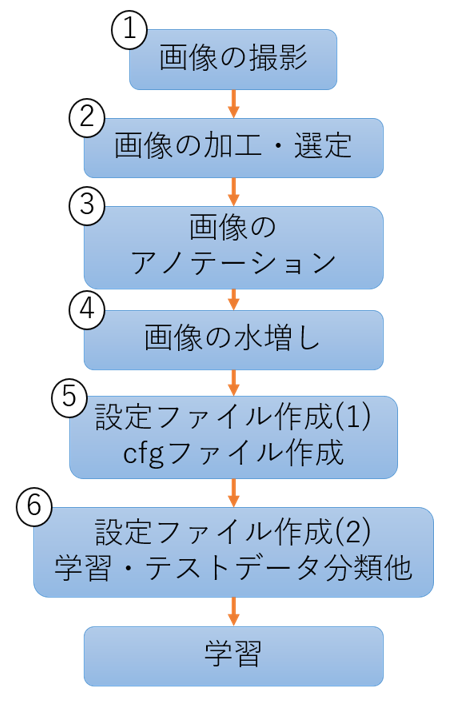 ①
画像の撮影
②
画像の加工・選定
③
画像の
アノテーション
④
画像の水増し
⑤
設定ファイル作成(1)
cfgファイル作成
⑥
設定ファイル作成(2)
学習・テストデータ分類他
学習